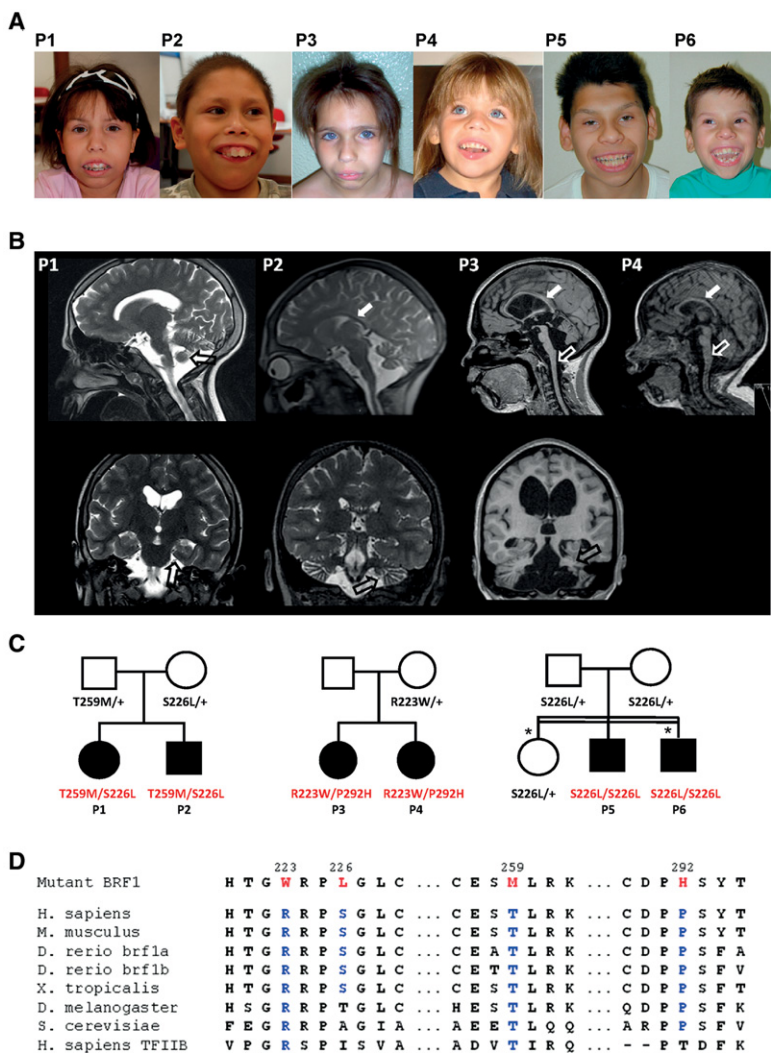 A
P1 P2 P3 P4 P5 P6
B
P1 P2 P3 P4
C
T259M/+ S226L/+ R223W/+ S226L/+ S226L/+
* *
T259M/S226L T259M/S226L R223W/P292H R223W/P292H S226L/+ S226L/S226L S226L/S226L
P1 P2 P3 P4 P5 P6
D
223 226 259 292
Mutant BRF1 H T G W R P L G L C ... C E S M L R K ... C D P H S Y T
H. sapiens H T G R R P S G L C ... C E S T L R K ... C D P P S Y T
M. musculus H T G R R P S G L C ... C E S T L R K ... C D P P S Y T
D. rerio brf1a H T G R R P S G L C ... C E A T L R K ... C D P P S F A
D. rerio brf1b H T G R R P S G L C ... C E T T L R K ... C D P P S F V
X. tropicalis H T G R R P S G L C ... C E S T L R K ... C D P P S F T
D. melanogaster H S G R R P T G L C ... H E S T L R K ... Q D P P S F K
S. cerevisiae F E G R R P A G I A ... A E E T L Q Q ... A R P P S F V
H. sapiens TFIIB V P G R S P I S V A ... A D V T I R Q ... - - P T D F K